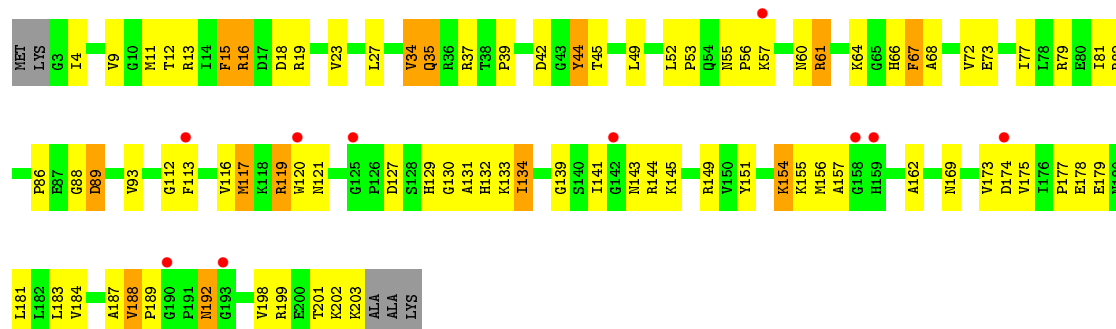 MET LYS G3 I4 V9 G10 M11 T12 R13 I14 F15 R16 D17 D18 R19 V23 L27 V34 Q35 R36 R37 T38 P39 D42 G43 Y44 T45 L49 L52 P53 Q54 N55 P56 K57 N60 R61 K64 G65 H66 F67 A68 V72 E73 I77 L78 R79 E80 I81
P86 E87 G88 D89 V93 G112 F113 V116 M117 K118 R119 W120 N121 G125 P126 D127 S128 H129 G130 A131 H132 K133 I134 G139 S140 I141 G142 N143 R144 K145 R149 V150 Y151 K154 K155 M156 A157 G158 H159 A162 N169 V173 D174 V175 I176 P177 E178 E179
L181 L182 L183 V184 A187 V188 P189 G190 P191 N192 G193 V198 R199 E200 T201 K202 K203 ALA ALA LYS